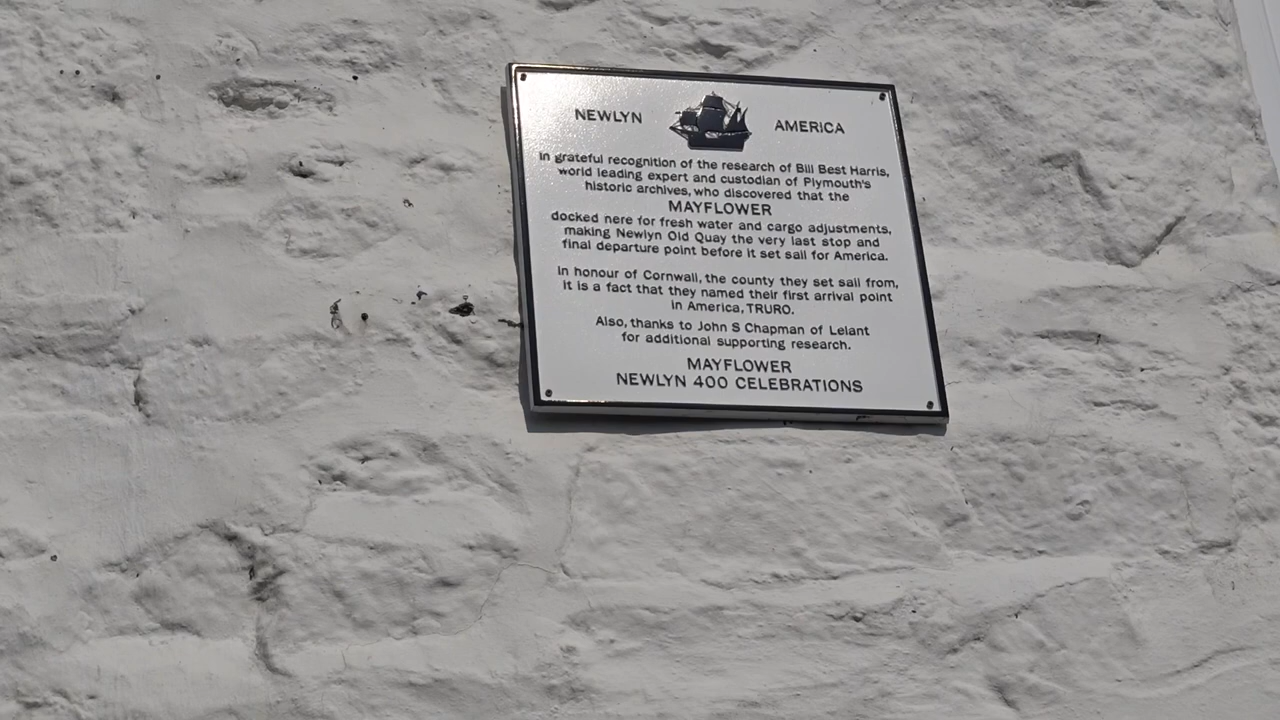 NEWLYN AMERICA
In grateful recognition of the research of Bill Best Harris,
world leading expert and custodian of Plymouth's
historic archives, who discovered that the
MAYFLOWER
docked here for fresh water and cargo adjustments,
making Newlyn Old Quay the very last stop and
final departure point before it set sail for America.
In honour of Cornwall, the county they set sail from,
it is a fact that they named their first arrival point
in America, TRURO.
Also, thanks to John S Chapman of Lelant
for additional supporting research.
MAYFLOWER
NEWLYN 400 CELEBRATIONS